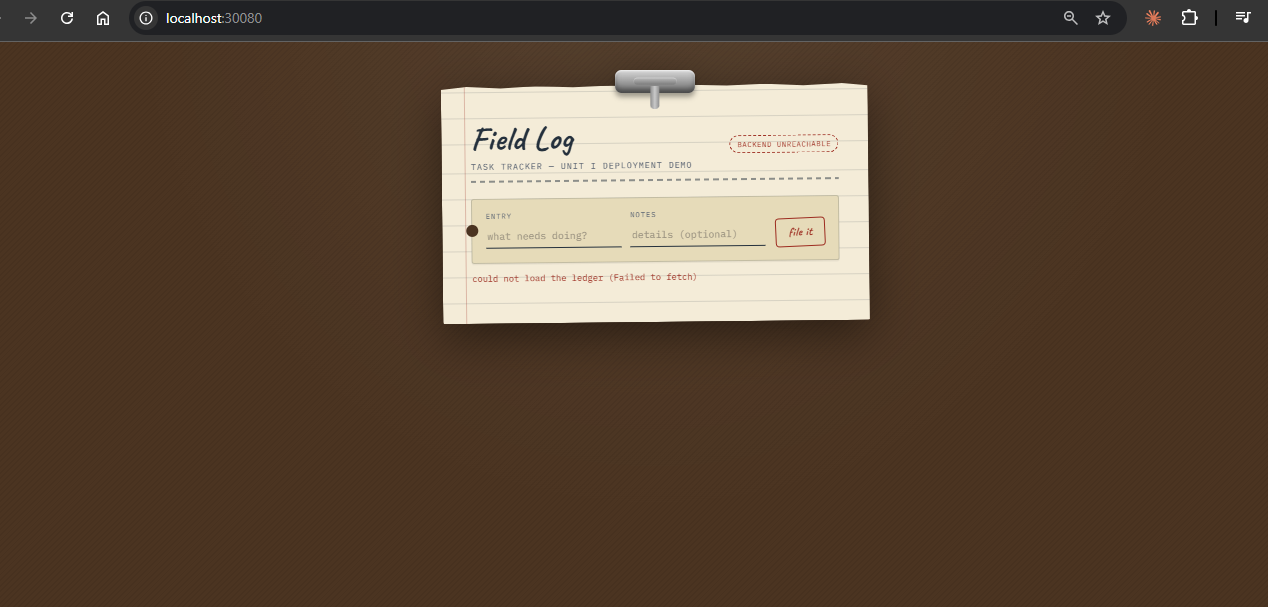 localhost:30080
Field Log
BACKEND UNREACHABLE
TASK TRACKER — UNIT I DEPLOYMENT DEMO
ENTRY
NOTES
what needs doing?
details (optional)
file it
could not load the ledger (Failed to fetch)